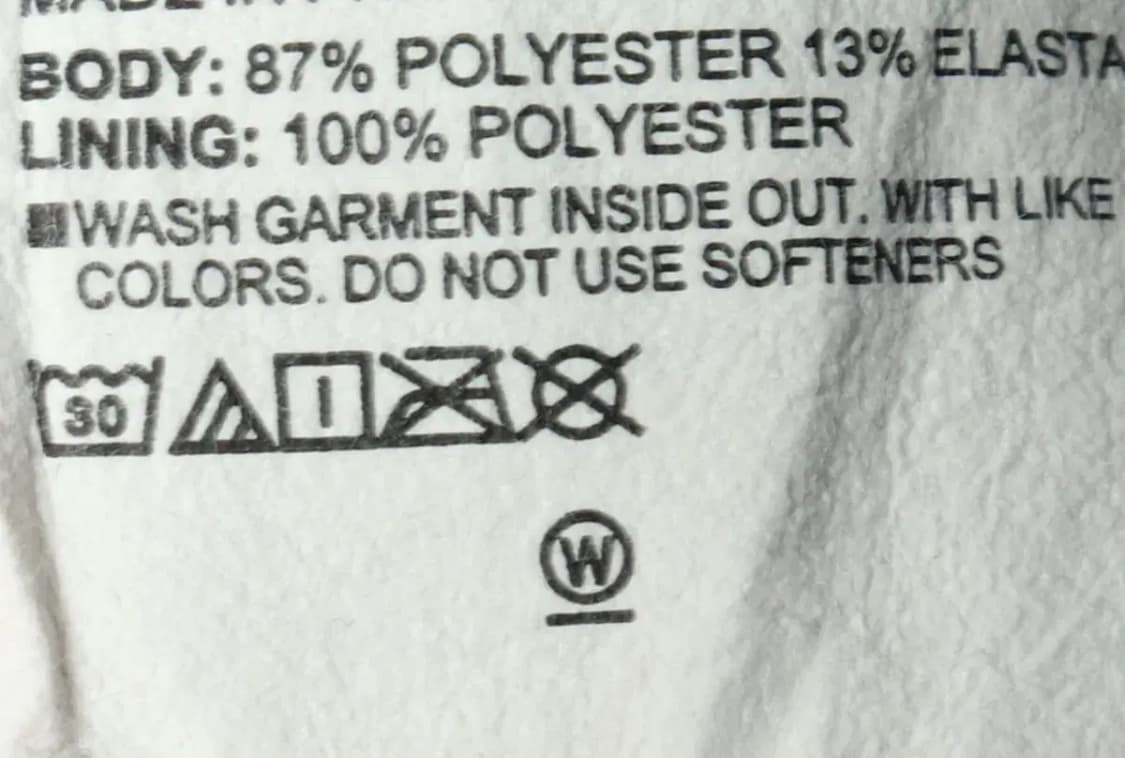 BODY: 87% POLYESTER 13% ELASTA
LINING: 100% POLYESTER
WASH GARMENT INSIDE OUT. WITH LIKE
COLORS. DO NOT USE SOFTENERS
30
W